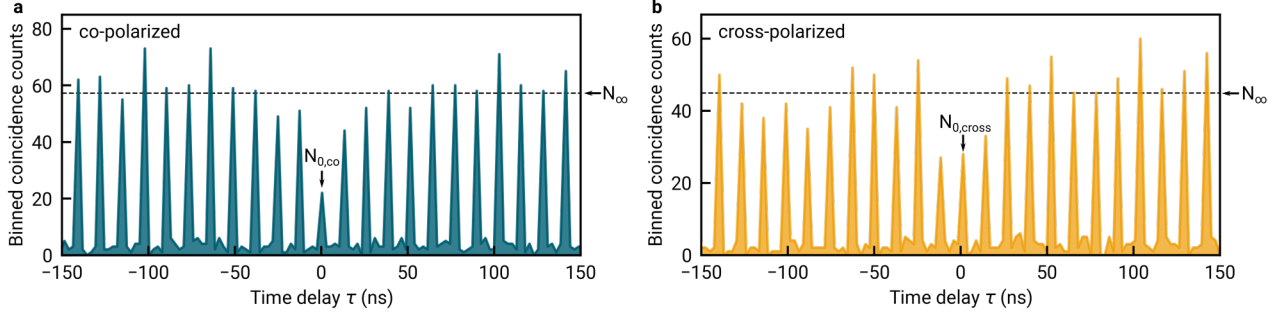 a
co-polarized
Binned coincidence counts
80
60
40
20
0
N₀,co
N∞
−150 −100 −50 0 50 100 150
Time delay τ (ns)
b
cross-polarized
Binned coincidence counts
60
40
20
0
N₀,cross
N∞
−150 −100 −50 0 50 100 150
Time delay τ (ns)